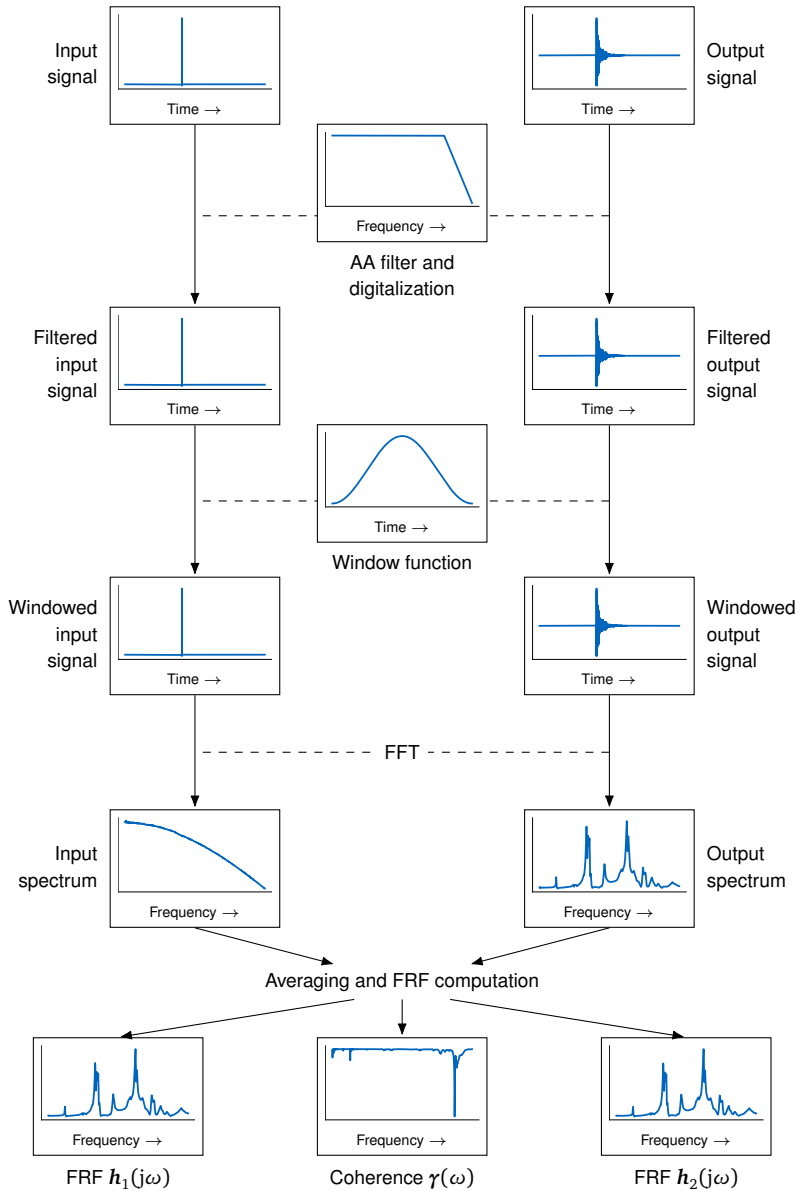 Input
signal
Time →
Output
signal
Time →
Frequency →
AA filter and
digitalization
Filtered
input
signal
Time →
Filtered
output
signal
Time →
Time →
Window function
Windowed
input
signal
Time →
Windowed
output
signal
Time →
FFT
Input
spectrum
Frequency →
Output
spectrum
Frequency →
Averaging and FRF computation
Frequency →
FRF h₁(jω)
Frequency →
Coherence γ(ω)
Frequency →
FRF h₂(jω)